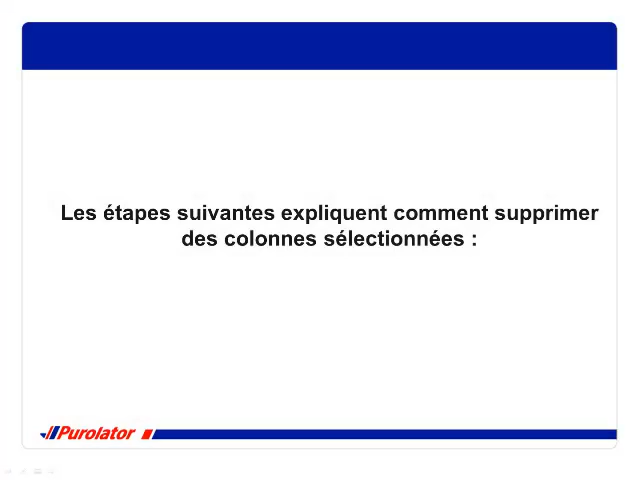 Les étapes suivantes expliquent comment supprimer
des colonnes sélectionnées :
Purolator